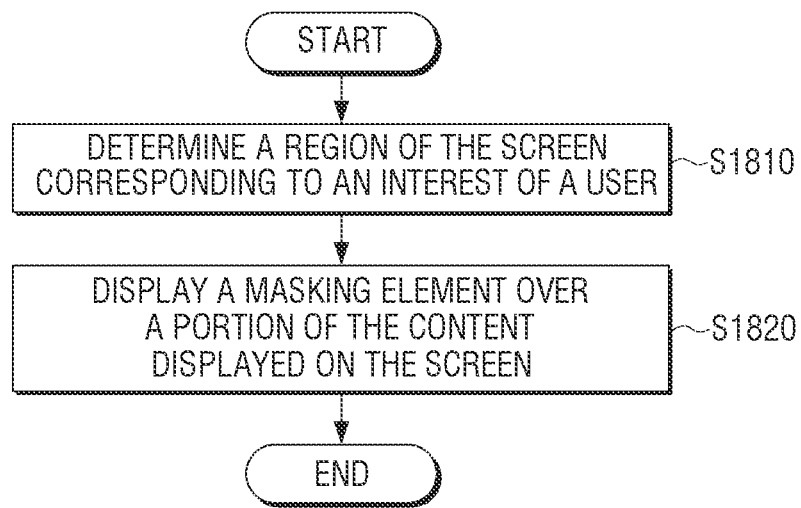 START
DETERMINE A REGION OF THE SCREEN
CORRESPONDING TO AN INTEREST OF A USER
S1810
DISPLAY A MASKING ELEMENT OVER
A PORTION OF THE CONTENT
DISPLAYED ON THE SCREEN
S1820
END